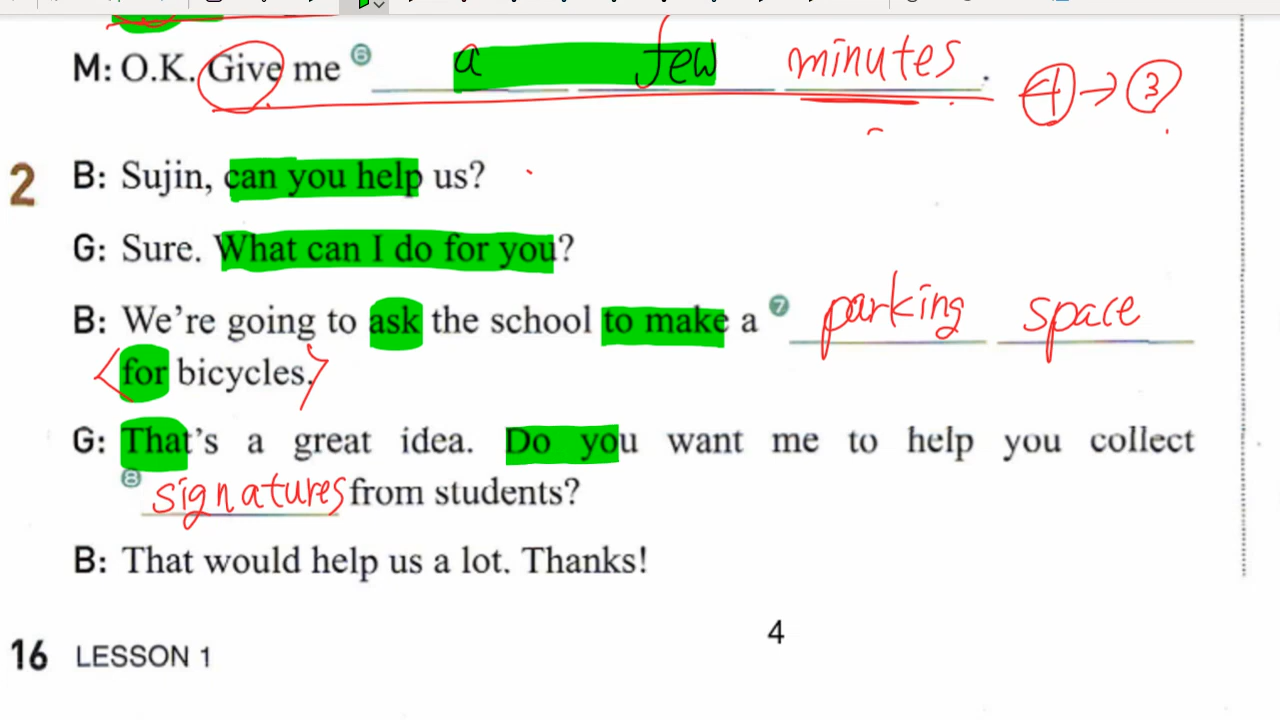 M: O.K. Give me ⑥ a few minutes. ④→③
2 B: Sujin, can you help us?
G: Sure. What can I do for you?
B: We're going to ask the school to make a ⑦ parking space
<for bicycles.>
G: That's a great idea. Do you want me to help you collect
⑧ signatures from students?
B: That would help us a lot. Thanks!
4
16 LESSON 1